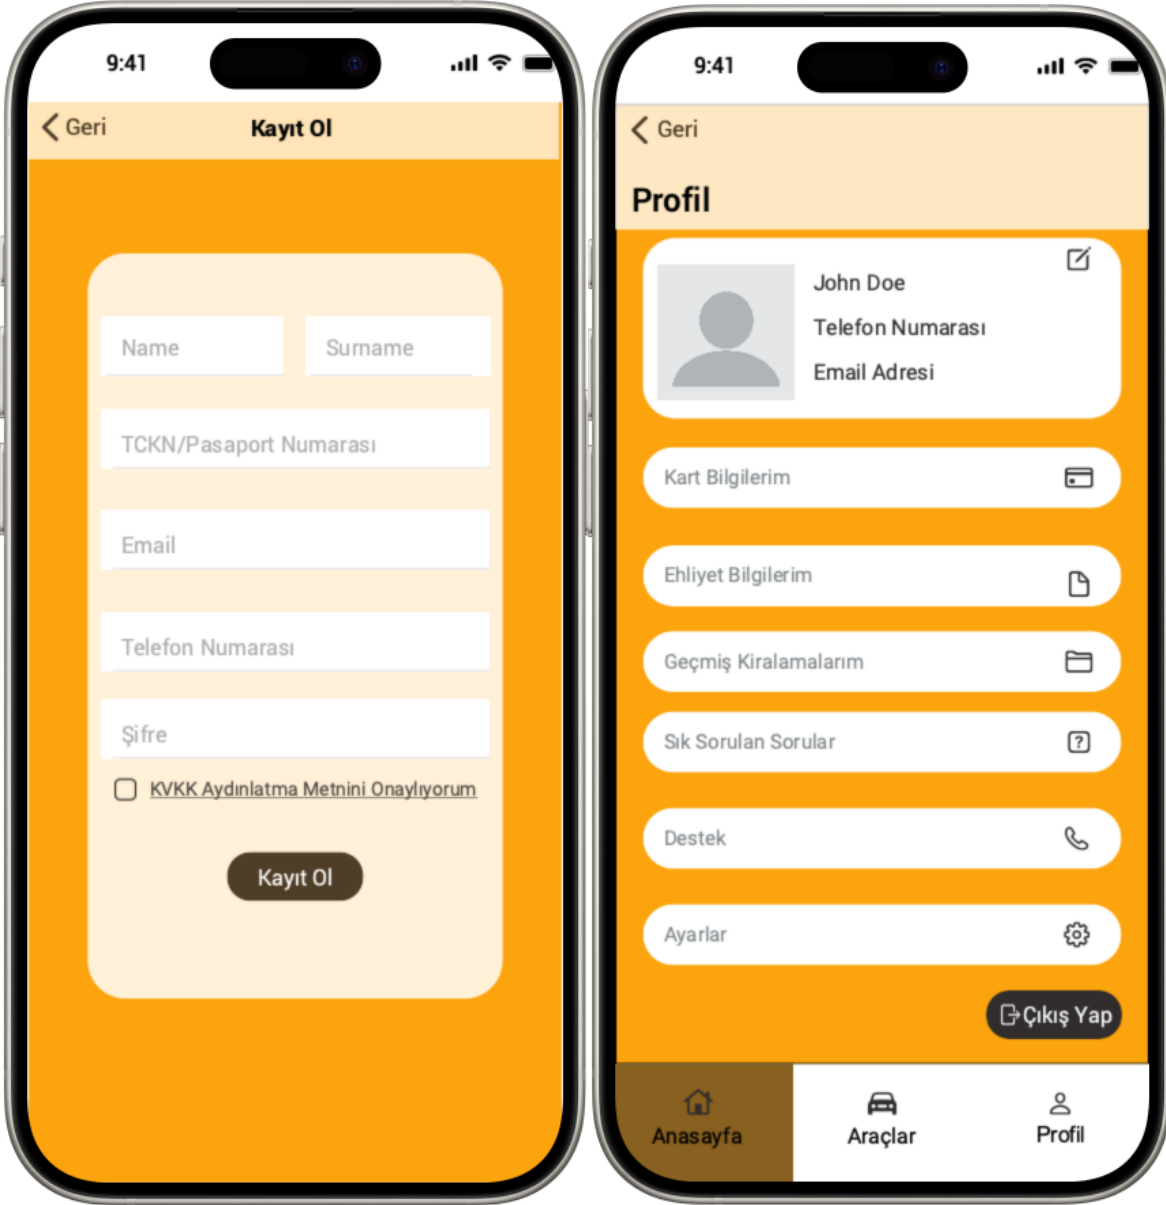 9:41
Geri
Kayıt Ol
Name
Surname
TCKN/Pasaport Numarası
Email
Telefon Numarası
Şifre
KVKK Aydınlatma Metnini Onaylıyorum
Kayıt Ol
9:41
Geri
Profil
John Doe
Telefon Numarası
Email Adresi
Kart Bilgilerim
Ehliyet Bilgilerim
Geçmiş Kiralamalarım
Sık Sorulan Sorular
Destek
Ayarlar
Çıkış Yap
Anasayfa
Araçlar
Profil